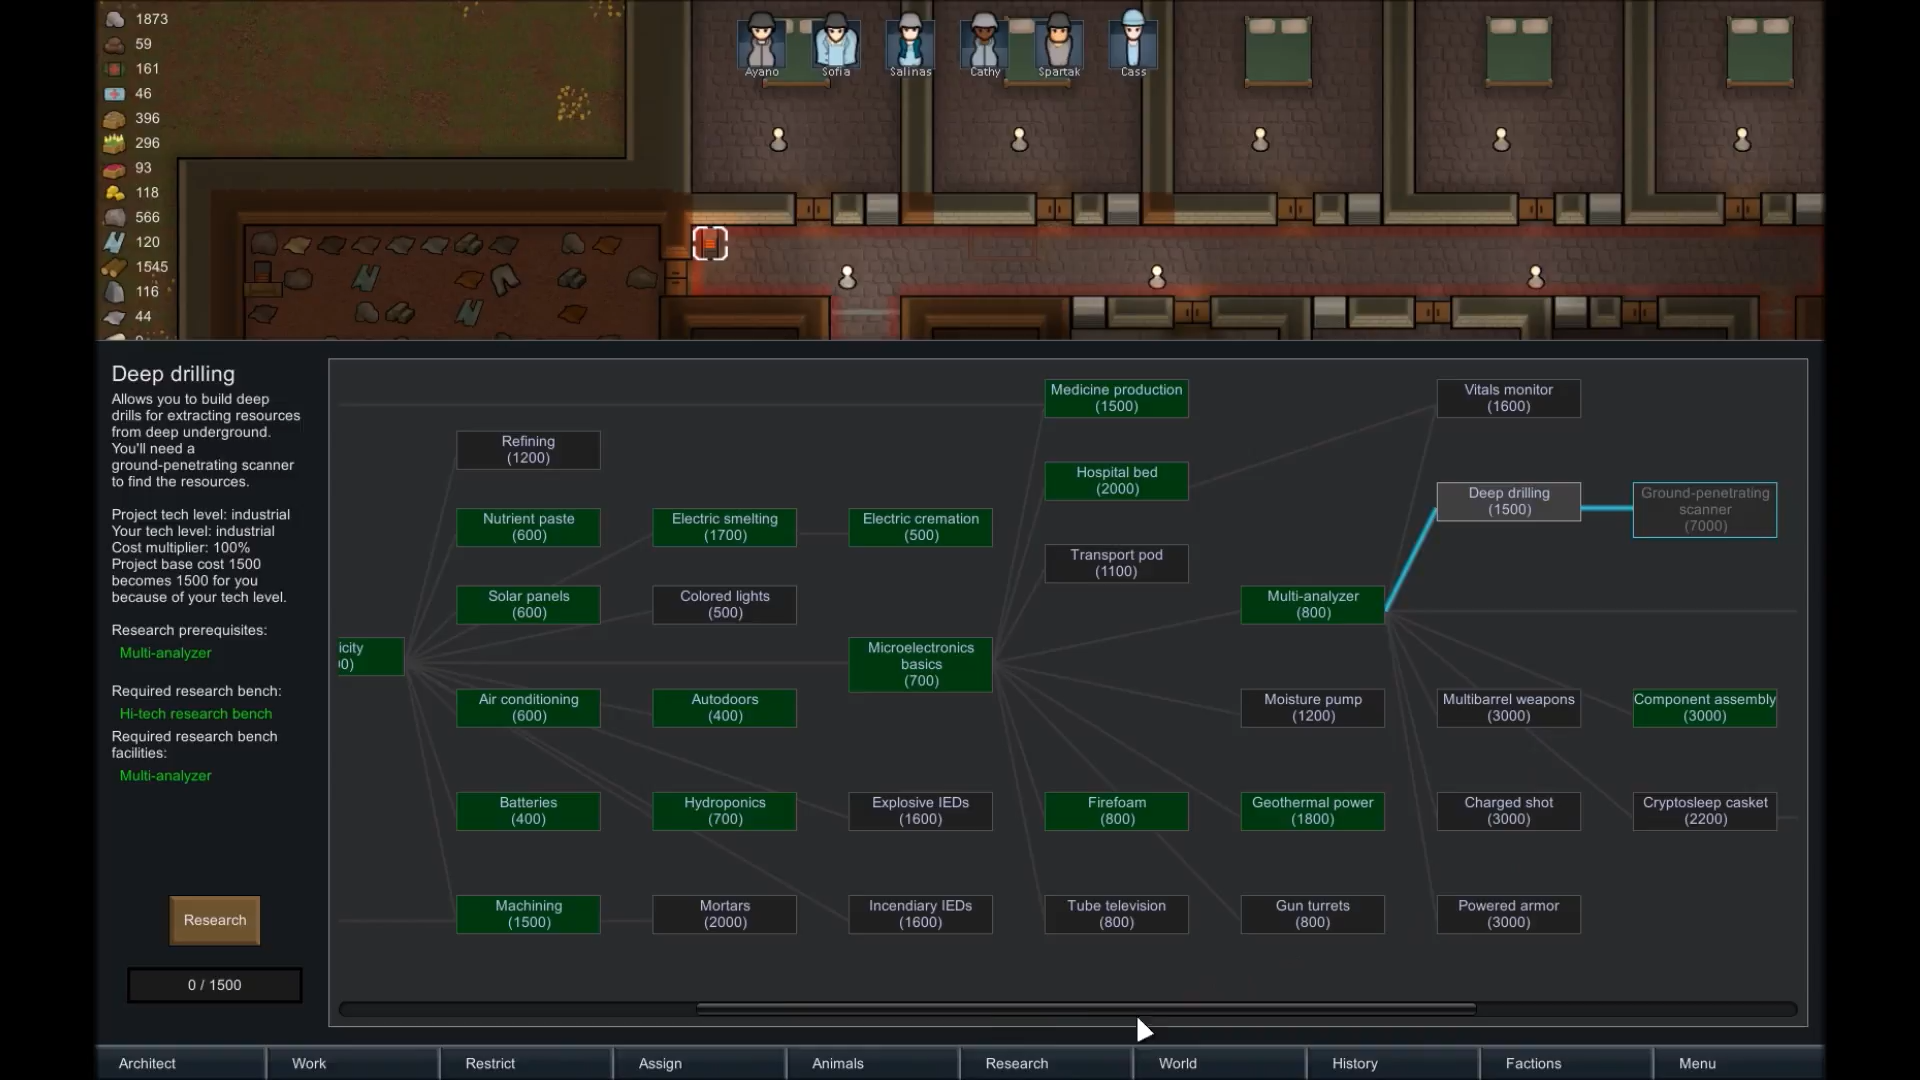 1873
59
161
46
396
296
93
118
566
120
1545
116
44
Ayano
Sofia
Salinas
Cathy
Spartak
Cass
Deep drilling
Allows you to build deep
drills for extracting resources
from deep underground.
You'll need a
ground-penetrating scanner
to find the resources.
Project tech level: industrial
Your tech level: industrial
Cost multiplier: 100%
Project base cost 1500
becomes 1500 for you
because of your tech level.
Research prerequisites:
Multi-analyzer
Required research bench:
Hi-tech research bench
Required research bench
facilities:
Multi-analyzer
Research
0 / 1500
Medicine production
(1500)
Vitals monitor
(1600)
Refining
(1200)
Hospital bed
(2000)
Deep drilling
(1500)
Ground-penetrating
scanner
(7000)
Nutrient paste
(600)
Electric smelting
(1700)
Electric cremation
(500)
Transport pod
(1100)
Solar panels
(600)
Colored lights
(500)
Multi-analyzer
(800)
icity
00)
Microelectronics
basics
(700)
Air conditioning
(600)
Autodoors
(400)
Moisture pump
(1200)
Multibarrel weapons
(3000)
Component assembly
(3000)
Batteries
(400)
Hydroponics
(700)
Explosive IEDs
(1600)
Firefoam
(800)
Geothermal power
(1800)
Charged shot
(3000)
Cryptosleep casket
(2200)
Machining
(1500)
Mortars
(2000)
Incendiary IEDs
(1600)
Tube television
(800)
Gun turrets
(800)
Powered armor
(3000)
Architect
Work
Restrict
Assign
Animals
Research
World
History
Factions
Menu